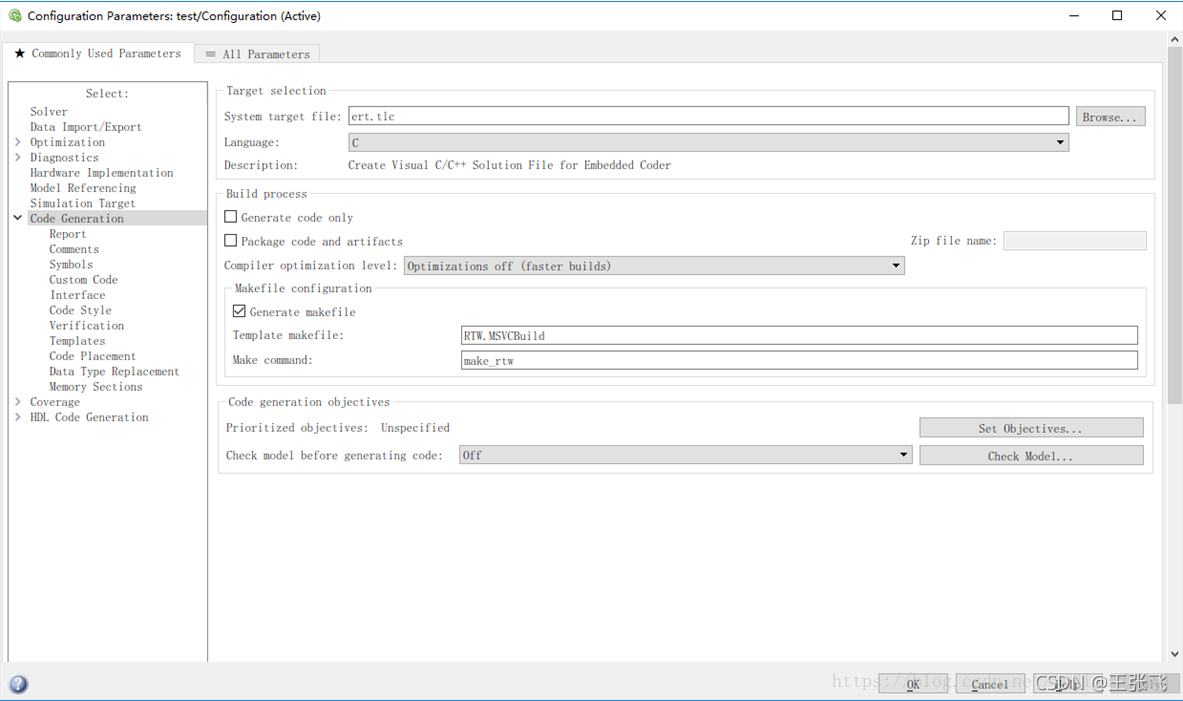 Configuration Parameters: test/Configuration (Active)
★ Commonly Used Parameters
All Parameters
Select:
Solver
Data Import/Export
Optimization
Diagnostics
Hardware Implementation
Model Referencing
Simulation Target
Code Generation
Report
Comments
Symbols
Custom Code
Interface
Code Style
Verification
Templates
Code Placement
Data Type Replacement
Memory Sections
Coverage
HDL Code Generation
Target selection
System target file: ert.tlc Browse...
Language: C
Description: Create Visual C/C++ Solution File for Embedded Coder
Build process
Generate code only
Package code and artifacts Zip file name:
Compiler optimization level: Optimizations off (faster builds)
Makefile configuration
Generate makefile
Template makefile: RTW.MSVCBuild
Make command: make_rtw
Code generation objectives
Prioritized objectives: Unspecified Set Objectives...
Check model before generating code: Off Check Model...
OK Cancel Help
CSDN @王张飞